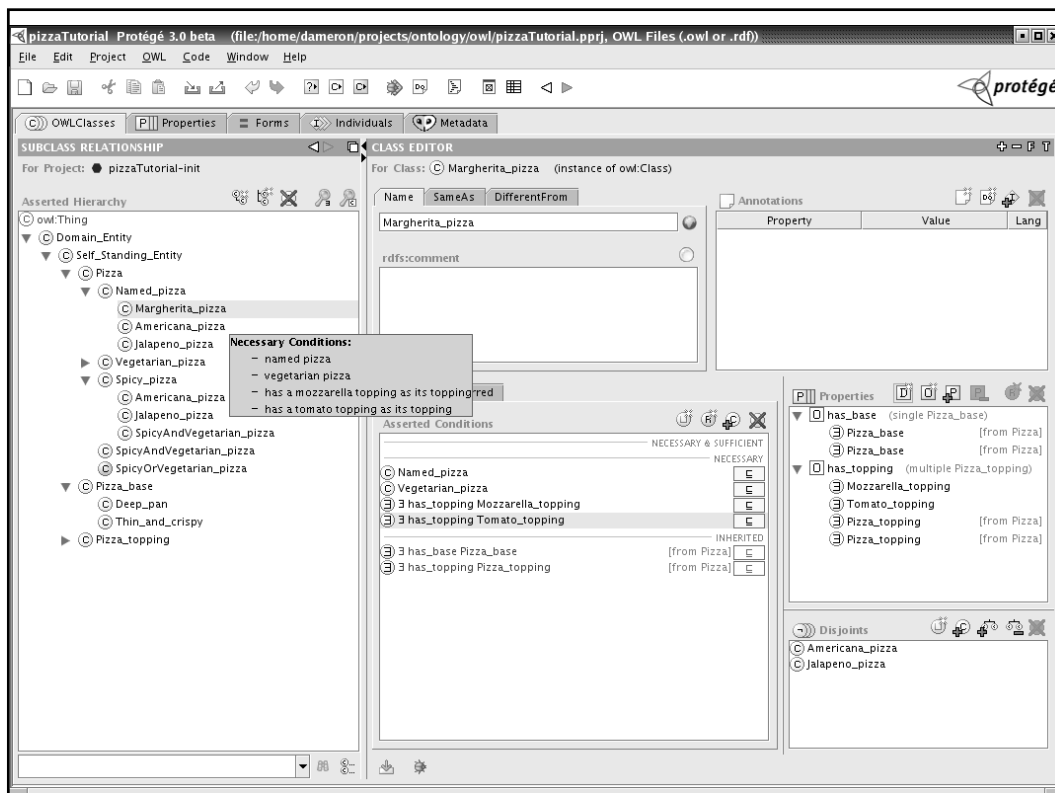 pizzaTutorial Protégé 3.0 beta (file:/home/dameron/projects/ontology/owl/pizzaTutorial.pprj, OWL Files (.owl or .rdf))
File Edit Project OWL Code Window Help
protégé
OWLClasses Properties Forms Individuals Metadata
SUBCLASS RELATIONSHIP
For Project: pizzaTutorial-init
Asserted Hierarchy
owl:Thing
Domain_Entity
Self_Standing_Entity
Pizza
Named_pizza
Margherita_pizza
Americana_pizza
Jalapeno_pizza
Vegetarian_pizza
Spicy_pizza
Americana_pizza
Jalapeno_pizza
SpicyAndVegetarian_pizza
SpicyAndVegetarian_pizza
SpicyOrVegetarian_pizza
Pizza_base
Deep_pan
Thin_and_crispy
Pizza_topping
Necessary Conditions:
– named pizza
– vegetarian pizza
– has a mozzarella topping as its topping
– has a tomato topping as its topping
CLASS EDITOR
For Class: Margherita_pizza (instance of owl:Class)
Name SameAs DifferentFrom
Margherita_pizza
rdfs:comment
Annotations
Property Value Lang
rred
Asserted Conditions
NECESSARY & SUFFICIENT
NECESSARY
Named_pizza ⊑
Vegetarian_pizza ⊑
∃ has_topping Mozzarella_topping ⊑
∃ has_topping Tomato_topping ⊑
INHERITED
∃ has_base Pizza_base [from Pizza] ⊑
∃ has_topping Pizza_topping [from Pizza] ⊑
Properties
has_base (single Pizza_base)
∃ Pizza_base [from Pizza]
∃ Pizza_base [from Pizza]
has_topping (multiple Pizza_topping)
∃ Mozzarella_topping
∃ Tomato_topping
∃ Pizza_topping [from Pizza]
∃ Pizza_topping [from Pizza]
Disjoints
Americana_pizza
Jalapeno_pizza